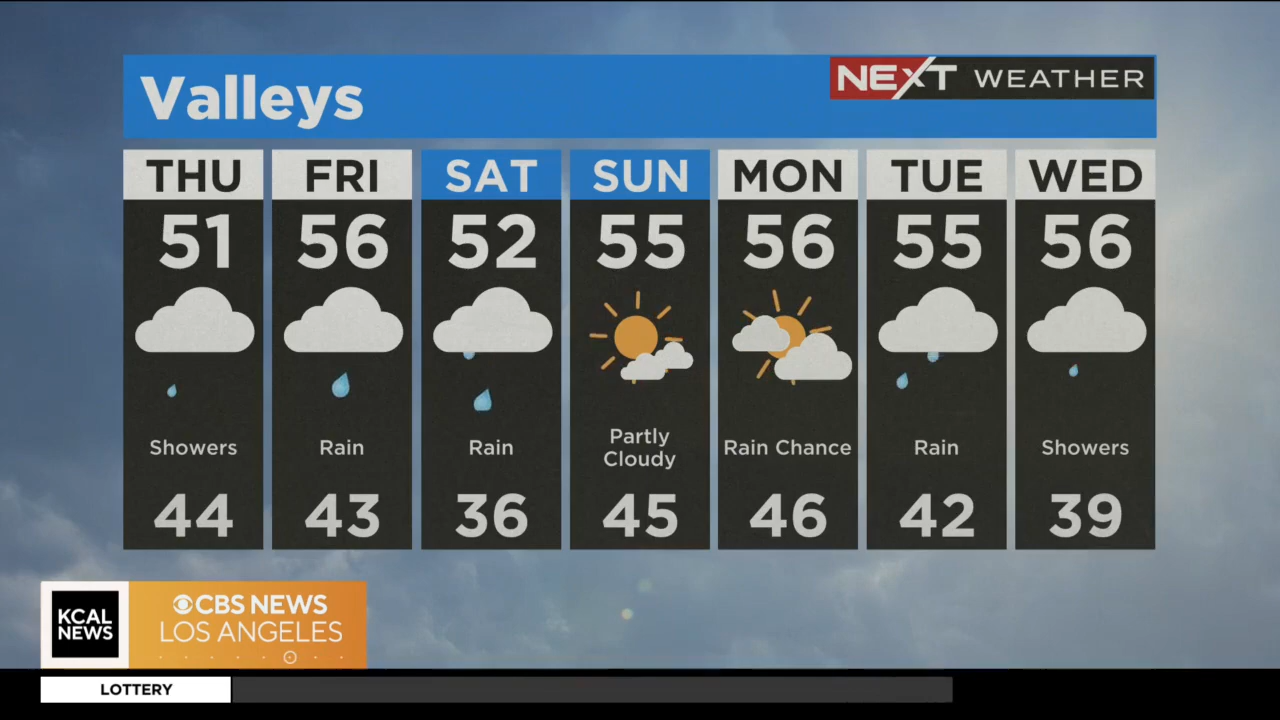 Valleys
NEXT WEATHER
THU FRI SAT SUN MON TUE WED
51 56 52 55 56 55 56
Showers Rain Rain Partly Cloudy Rain Chance Rain Showers
44 43 36 45 46 42 39
KCAL NEWS
CBS NEWS
LOS ANGELES
LOTTERY